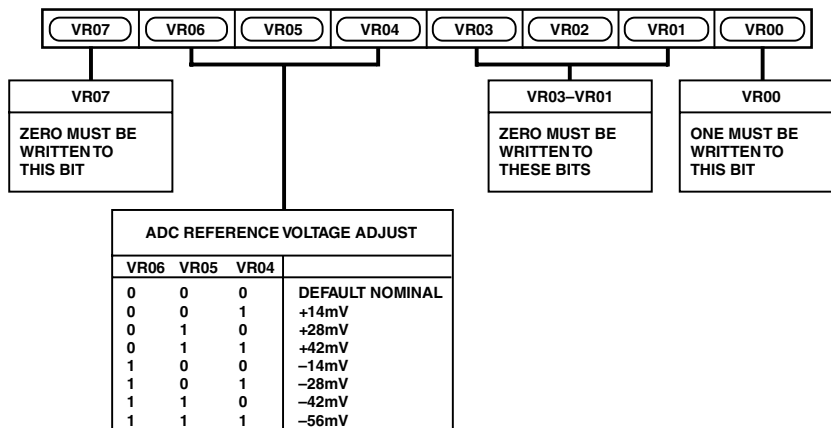 VR07 VR06 VR05 VR04 VR03 VR02 VR01 VR00
VR07
ZERO MUST BE
WRITTEN TO
THIS BIT
VR03–VR01
ZERO MUST BE
WRITTEN TO
THESE BITS
VR00
ONE MUST BE
WRITTEN TO
THIS BIT
ADC REFERENCE VOLTAGE ADJUST
VR06 VR05 VR04
0 0 0 DEFAULT NOMINAL
0 0 1 +14mV
0 1 0 +28mV
0 1 1 +42mV
1 0 0 –14mV
1 0 1 –28mV
1 1 0 –42mV
1 1 1 –56mV